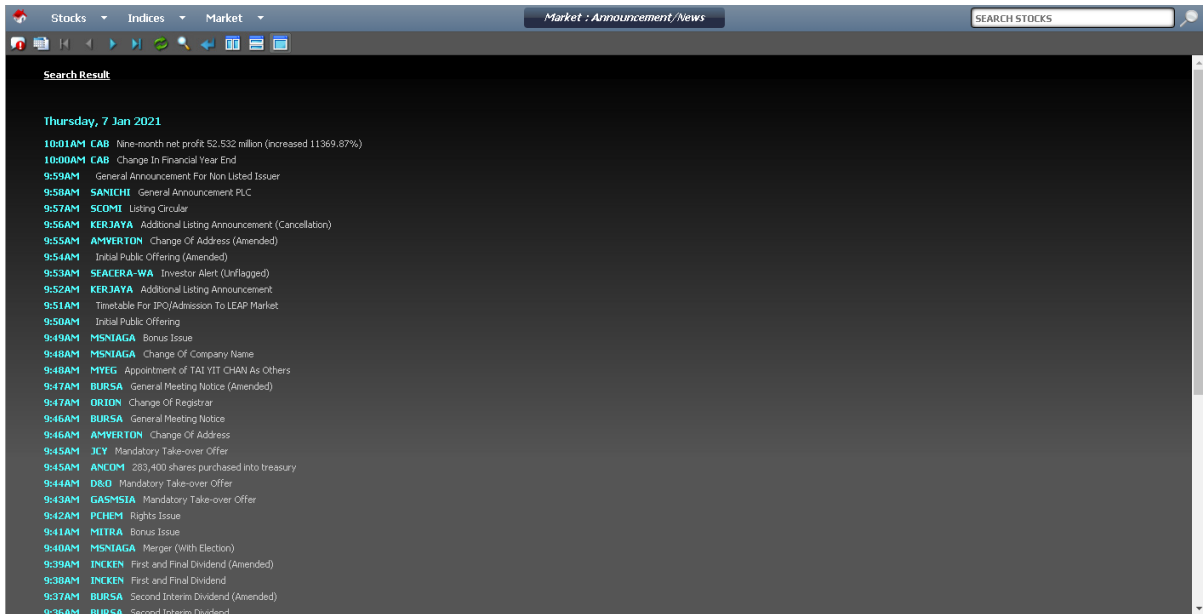 Stocks Indices Market Market : Announcement/News SEARCH STOCKS
Search Result
Thursday, 7 Jan 2021
10:01AM CAB Nine-month net profit 52.532 million (increased 11369.87%)
10:00AM CAB Change In Financial Year End
9:59AM General Announcement For Non Listed Issuer
9:58AM SANICHI General Announcement PLC
9:57AM SCOMI Listing Circular
9:56AM KERJAYA Additional Listing Announcement (Cancellation)
9:55AM AMVERTON Change Of Address (Amended)
9:54AM Initial Public Offering (Amended)
9:53AM SEACERA-WA Investor Alert (Unflagged)
9:52AM KERJAYA Additional Listing Announcement
9:51AM Timetable For IPO/Admission To LEAP Market
9:50AM Initial Public Offering
9:49AM MSNIAGA Bonus Issue
9:48AM MSNIAGA Change Of Company Name
9:48AM MYEG Appointment of TAI YIT CHAN As Others
9:47AM BURSA General Meeting Notice (Amended)
9:47AM ORION Change Of Registrar
9:46AM BURSA General Meeting Notice
9:46AM AMVERTON Change Of Address
9:45AM JCY Mandatory Take-over Offer
9:45AM ANCOM 283,400 shares purchased into treasury
9:44AM D&O Mandatory Take-over Offer
9:43AM GASMSIA Mandatory Take-over Offer
9:42AM PCHEM Rights Issue
9:41AM MITRA Bonus Issue
9:40AM MSNIAGA Merger (With Election)
9:39AM INCKEN First and Final Dividend (Amended)
9:38AM INCKEN First and Final Dividend
9:37AM BURSA Second Interim Dividend (Amended)
9:36AM BURSA Second Interim Dividend